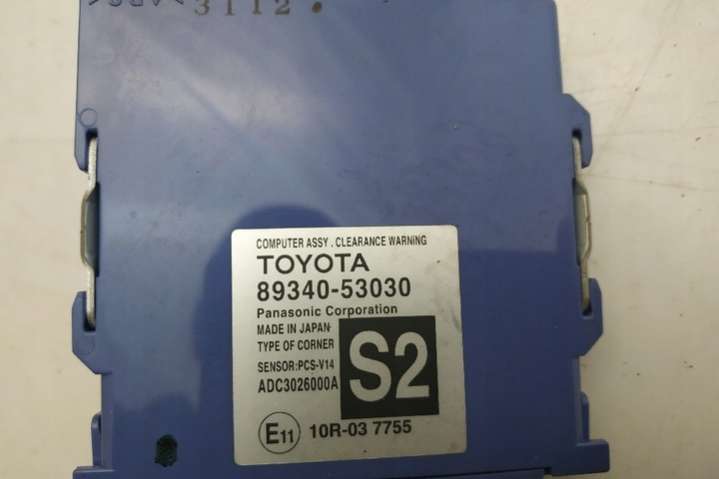 3112.
COMPUTER ASSY . CLEARANCE WARNING
TOYOTA
89340-53030
Panasonic Corporation
MADE IN JAPAN
TYPE OF CORNER
SENSOR:PCS-V14
ADC3026000A
S2
E11 10R-03 7755